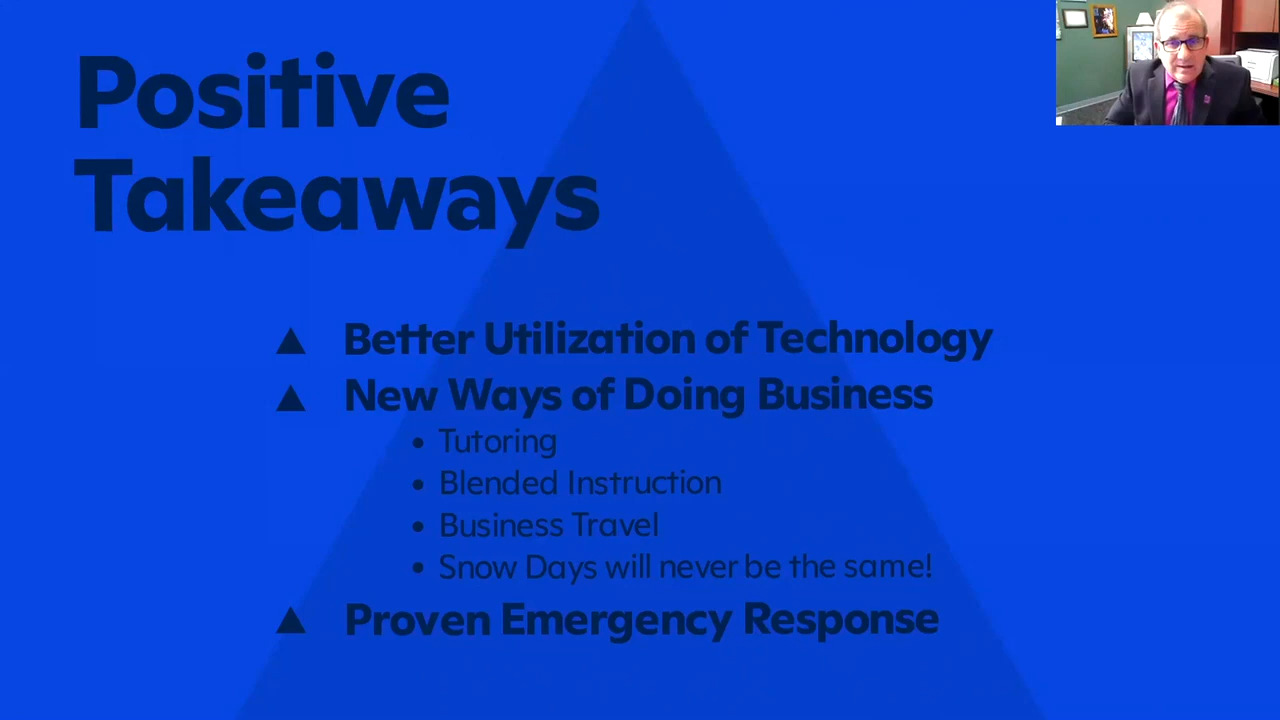 Positive
Takeaways
▲ Better Utilization of Technology
▲ New Ways of Doing Business
• Tutoring
• Blended Instruction
• Business Travel
• Snow Days will never be the same!
▲ Proven Emergency Response